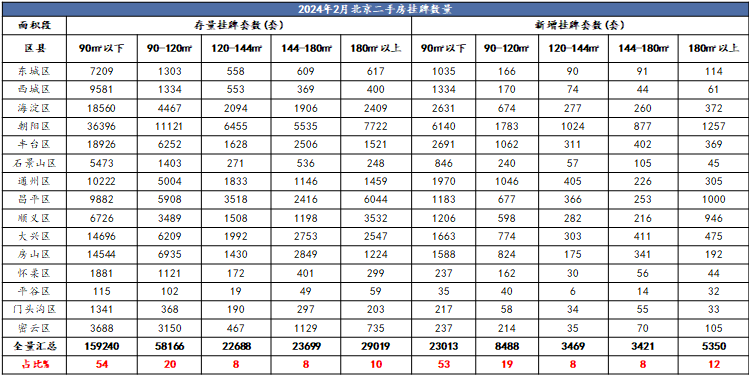 2024年2月北京二手房挂牌数量
面积段 存量挂牌套数(套) 新增挂牌套数(套)
区县 90㎡以下 90-120㎡ 120-144㎡ 144-180㎡ 180㎡以上 90㎡以下 90-120㎡ 120-144㎡ 144-180㎡ 180㎡以上
东城区 7209 1303 558 609 617 1035 166 90 91 114
西城区 9581 1334 553 369 400 1334 170 74 44 61
海淀区 18560 4467 2094 1906 2409 2631 674 277 260 372
朝阳区 36396 11121 6455 5535 7722 6140 1783 1024 877 1257
丰台区 18926 6252 1628 2506 1521 2691 1062 311 402 369
石景山区 5473 1403 271 536 248 846 240 57 105 45
通州区 10222 5004 1833 1146 1459 1970 1046 405 226 305
昌平区 9882 5908 3518 2416 6044 1183 677 366 253 1000
顺义区 6726 3489 1508 1198 3532 1206 598 282 216 946
大兴区 14696 6209 1992 2753 2547 1663 774 303 411 475
房山区 14544 6935 1430 2849 1224 1588 824 175 341 192
怀柔区 1881 1121 172 401 299 237 162 30 56 44
平谷区 115 102 19 49 59 35 40 6 14 32
门头沟区 1341 368 190 297 203 217 58 34 55 33
密云区 3688 3150 467 1129 735 237 214 35 70 105
全量汇总 159240 58166 22688 23699 29019 23013 8488 3469 3421 5350
占比% 54 20 8 8 10 53 19 8 8 12